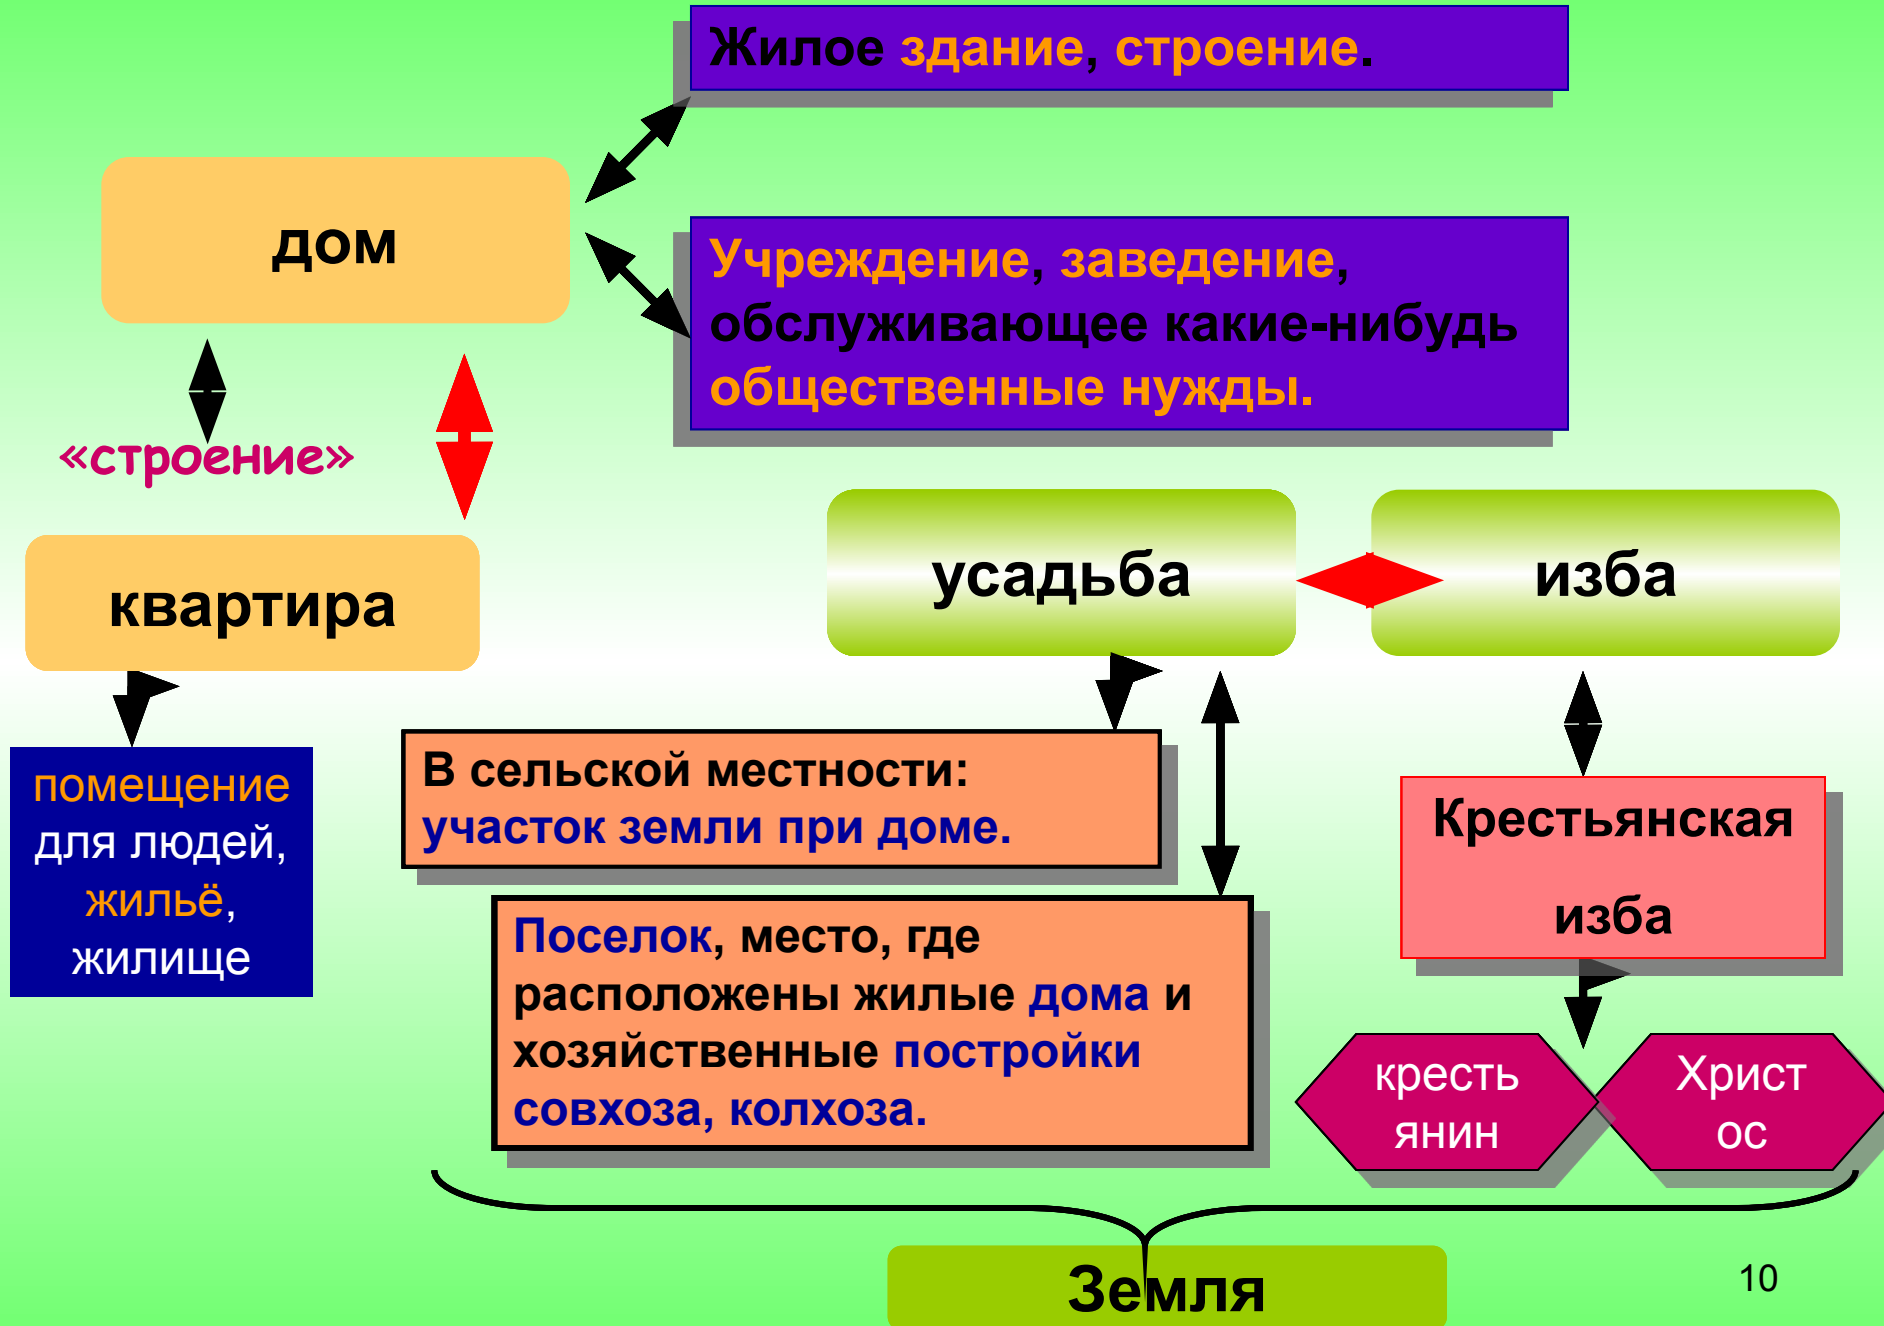 Жилое здание, строение.
дом
Учреждение, заведение,
обслуживающее какие-нибудь
общественные нужды.
«строение»
квартира
усадьба
изба
помещение
для людей,
жильё,
жилище
В сельской местности:
участок земли при доме.
Поселок, место, где
расположены жилые дома и
хозяйственные постройки
совхоза, колхоза.
Крестьянская
изба
кресть
янин
Христ
ос
Земля
10